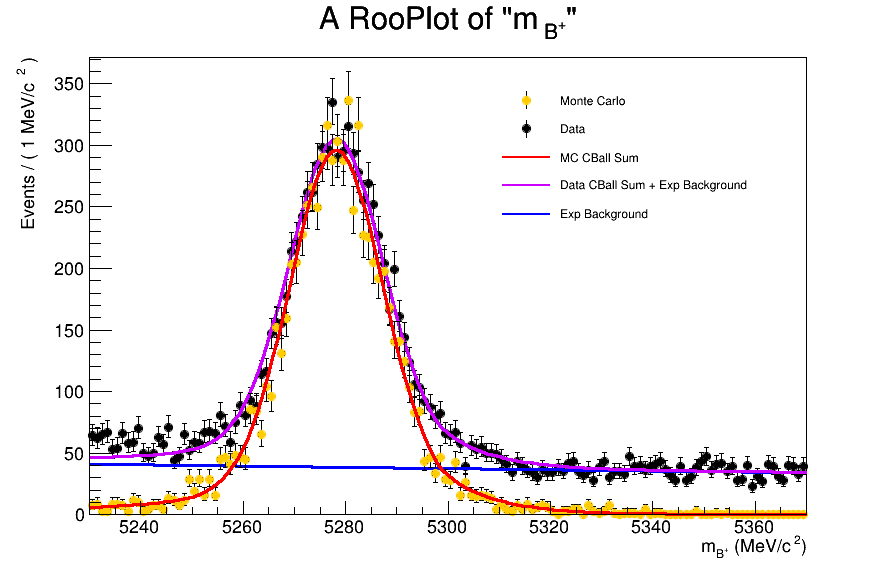 A RooPlot of "m B+"
Events / ( 1 MeV/c 2 )
350
300
250
200
150
100
50
0
Monte Carlo
Data
MC CBall Sum
Data CBall Sum + Exp Background
Exp Background
5240 5260 5280 5300 5320 5340 5360
m B+ (MeV/c 2 )